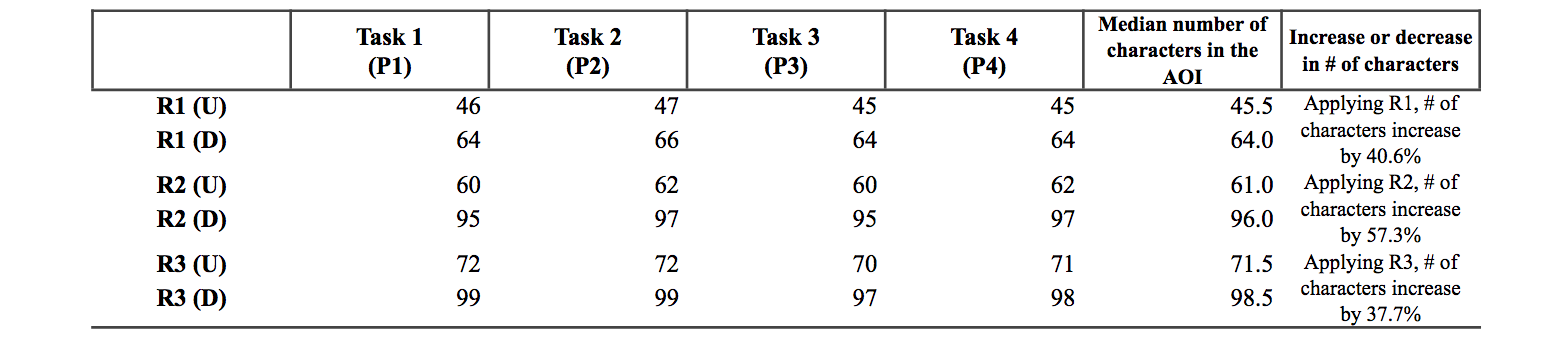 Task 1 (P1) Task 2 (P2) Task 3 (P3) Task 4 (P4) Median number of characters in the AOI Increase or decrease in # of characters
R1 (U) 46 47 45 45 45.5 Applying R1, # of characters increase by 40.6%
R1 (D) 64 66 64 64 64.0
R2 (U) 60 62 60 62 61.0 Applying R2, # of characters increase by 57.3%
R2 (D) 95 97 95 97 96.0
R3 (U) 72 72 70 71 71.5 Applying R3, # of characters increase by 37.7%
R3 (D) 99 99 97 98 98.5